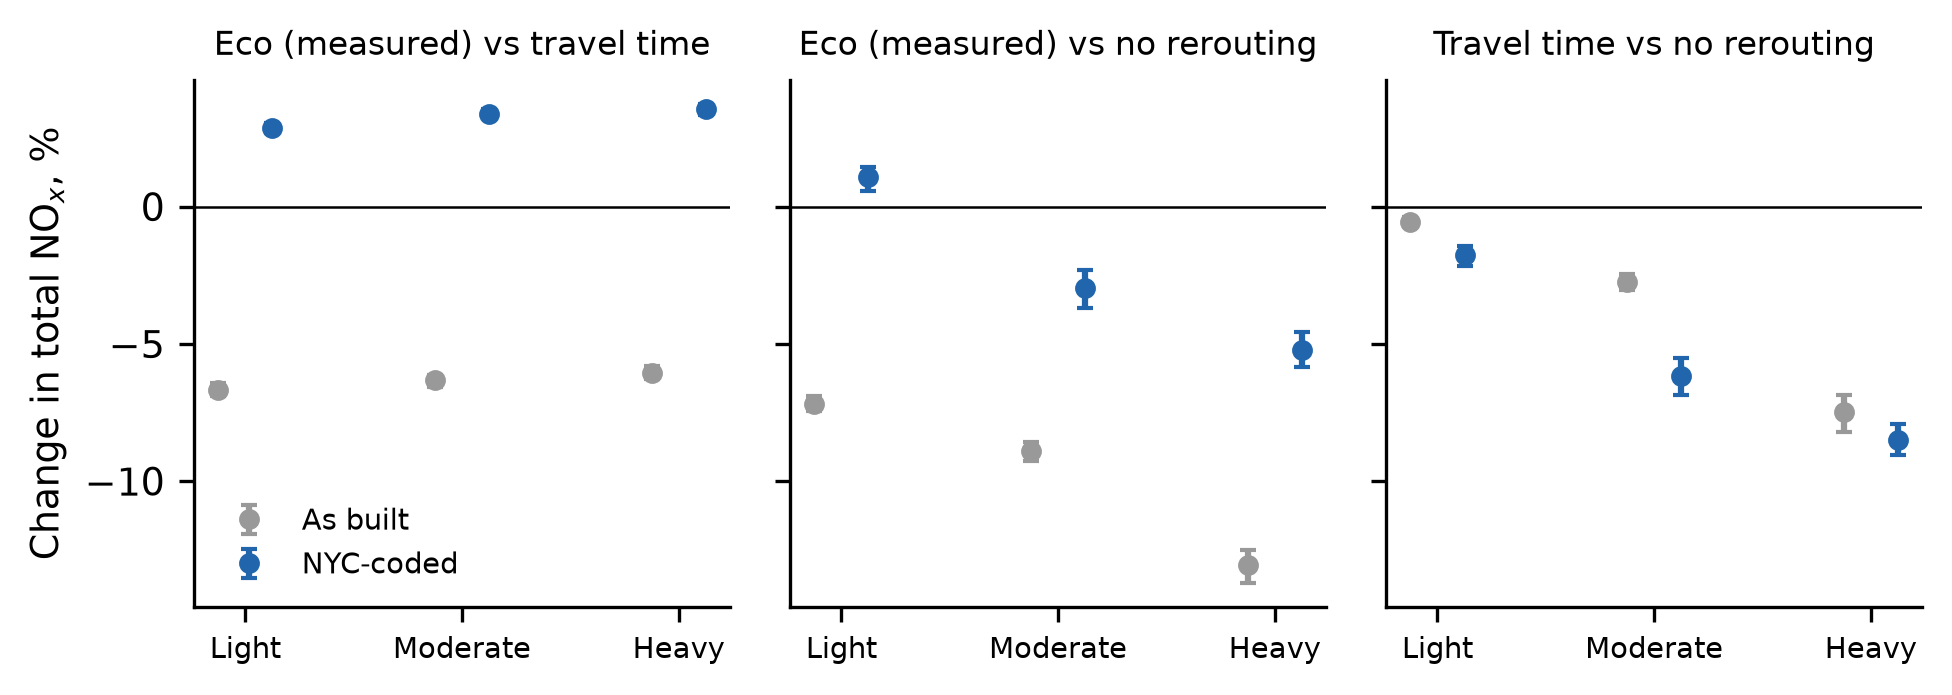 Eco (measured) vs travel time
Eco (measured) vs no rerouting
Travel time vs no rerouting
Change in total NOx, %
0
−5
−10
As built
NYC-coded
Light
Moderate
Heavy
Light
Moderate
Heavy
Light
Moderate
Heavy